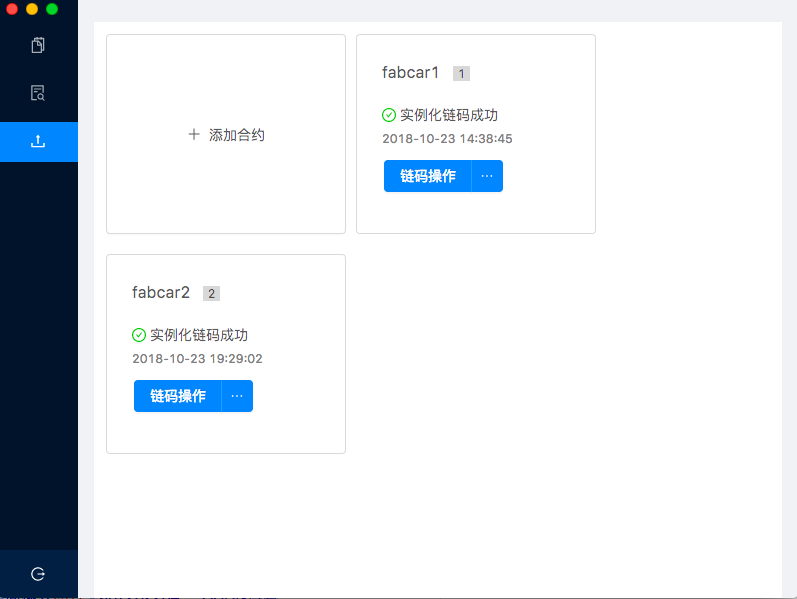 添加合约
fabcar1 1
实例化链码成功
2018-10-23 14:38:45
链码操作 ···
fabcar2 2
实例化链码成功
2018-10-23 19:29:02
链码操作 ···